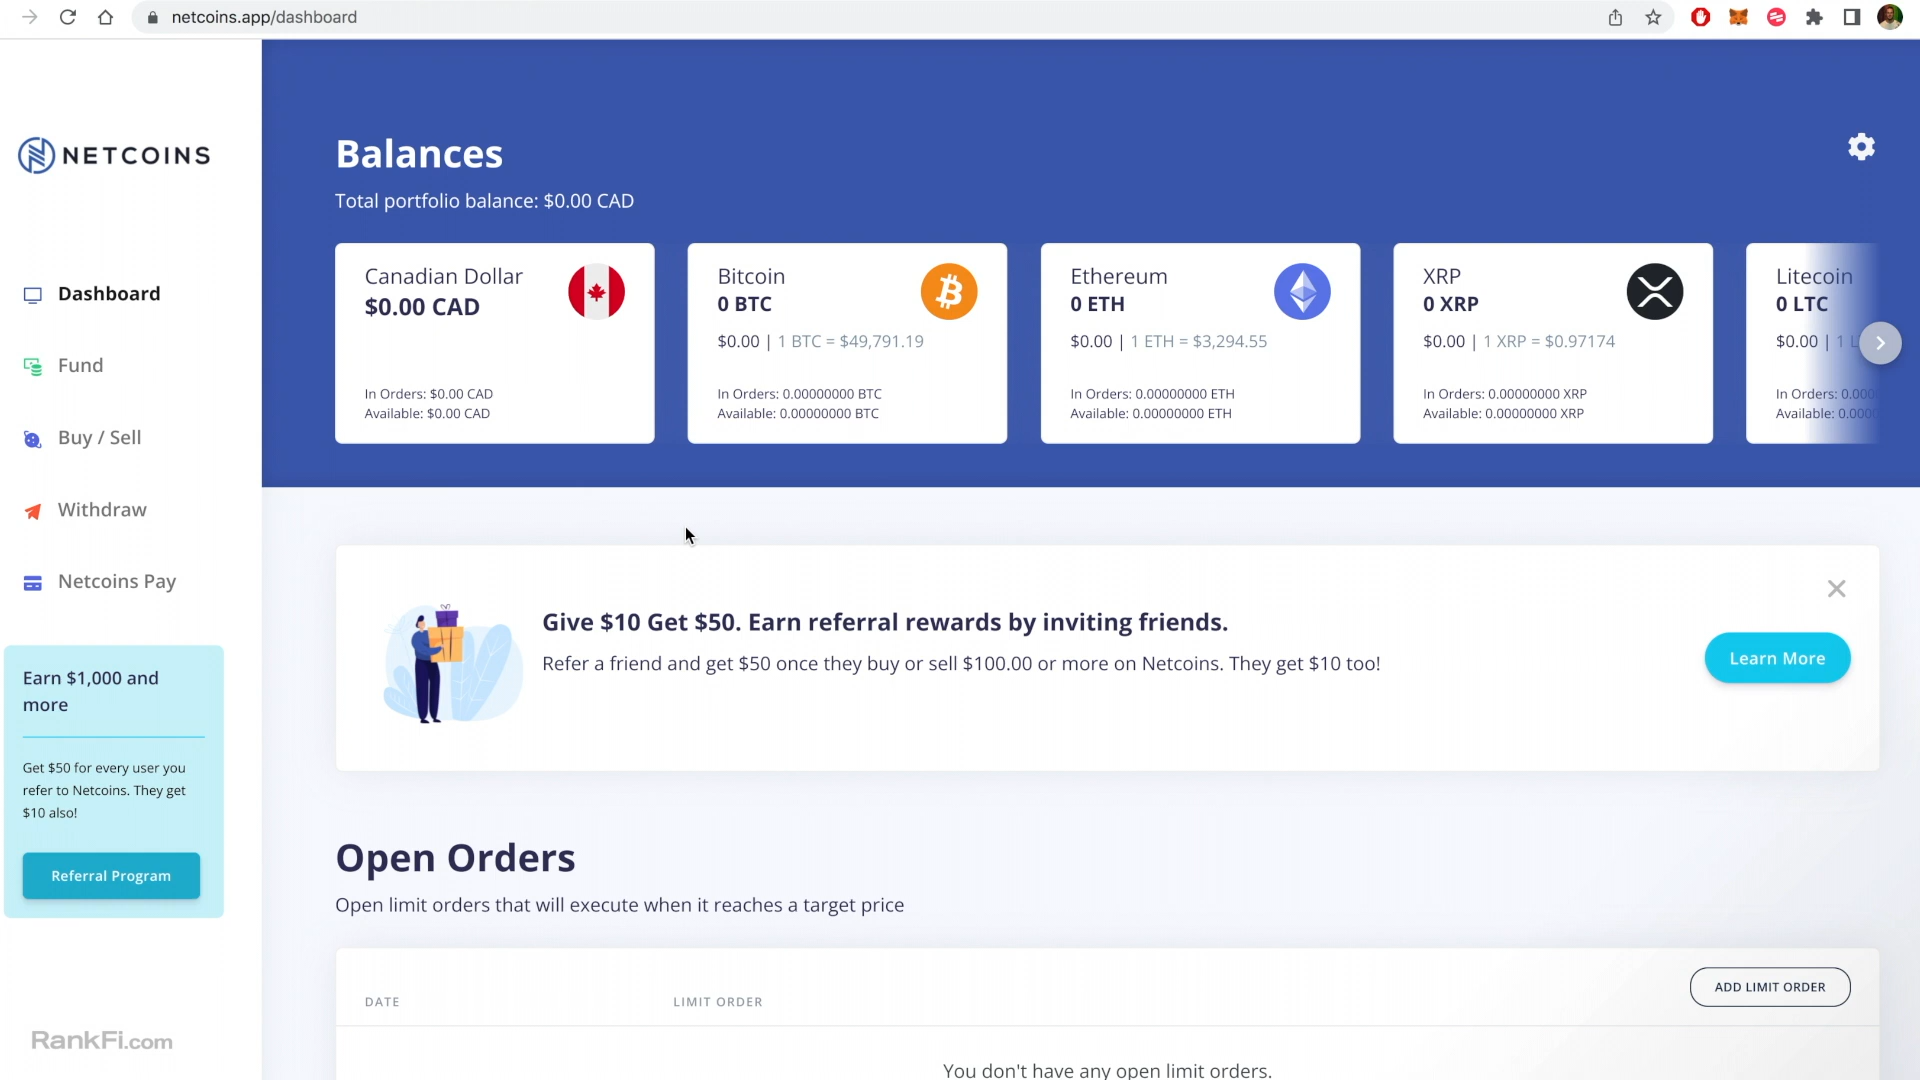 netcoins.app/dashboard
NETCOINS
Dashboard
Fund
Buy / Sell
Withdraw
Netcoins Pay
Earn $1,000 and
more
Get $50 for every user you
refer to Netcoins. They get
$10 also!
Referral Program
RankFi.com
Balances
Total portfolio balance: $0.00 CAD
Canadian Dollar
$0.00 CAD
In Orders: $0.00 CAD
Available: $0.00 CAD
Bitcoin
0 BTC
$0.00 | 1 BTC = $49,791.19
In Orders: 0.00000000 BTC
Available: 0.00000000 BTC
Ethereum
0 ETH
$0.00 | 1 ETH = $3,294.55
In Orders: 0.00000000 ETH
Available: 0.00000000 ETH
XRP
0 XRP
$0.00 | 1 XRP = $0.97174
In Orders: 0.00000000 XRP
Available: 0.00000000 XRP
Litecoin
0 LTC
$0.00 | 1 L
In Orders: 0.000
Available: 0.0000
Give $10 Get $50. Earn referral rewards by inviting friends.
Refer a friend and get $50 once they buy or sell $100.00 or more on Netcoins. They get $10 too!
Learn More
Open Orders
Open limit orders that will execute when it reaches a target price
DATE
LIMIT ORDER
ADD LIMIT ORDER
You don't have any open limit orders.